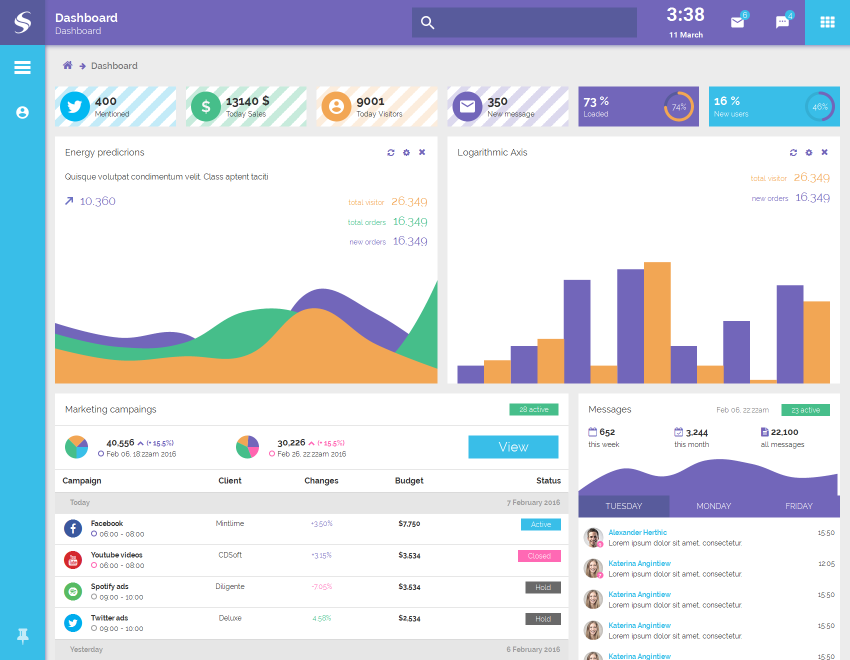 Dashboard
Dashboard
3:38
11 March
6
4
Dashboard
400
Mentioned
$
13140 $
Today Sales
9001
Today Visitors
350
New message
73 %
Loaded
74%
16 %
New users
46%
Energy predicrions
Quisque volutpat condimentum velit. Class aptent taciti
10.360
total visitor 26.349
total orders 16.349
new orders 16.349
Logarithmic Axis
total visitor 26.349
new orders 16.349
Marketing campaings
28 active
40,556 (+ 15.5%)
Feb 06, 18:22am 2016
30,226 (+ 15.5%)
Feb 26, 22:22am 2016
View
Campaign Client Changes Budget Status
Today 7 February 2016
Facebook
06:00 - 08:00
Mintlime +3.50% $7,750 Active
Youtube videos
06:00 - 08:00
CDSoft +3.15% $3,534 Closed
Spotify ads
09:00 - 10:00
Diligente -7.05% $3,534 Hold
Twitter ads
09:00 - 10:00
Deluxe 4.58% $2,534 Hold
Yesterday 6 February 2016
Messages
Feb 06, 22:22am
23 active
652
this week
3,244
this month
22,100
all messages
TUESDAY MONDAY FRIDAY
Alexander Herthic 15:50
Lorem ipsum dolor sit amet, consectetur.
Katerina Angintiew 12:05
Lorem ipsum dolor sit amet, consectetur.
Katerina Angintiew 15:50
Lorem ipsum dolor sit amet, consectetur.
Katerina Angintiew 15:50
Lorem ipsum dolor sit amet, consectetur.
Katerina Angintiew 15:50